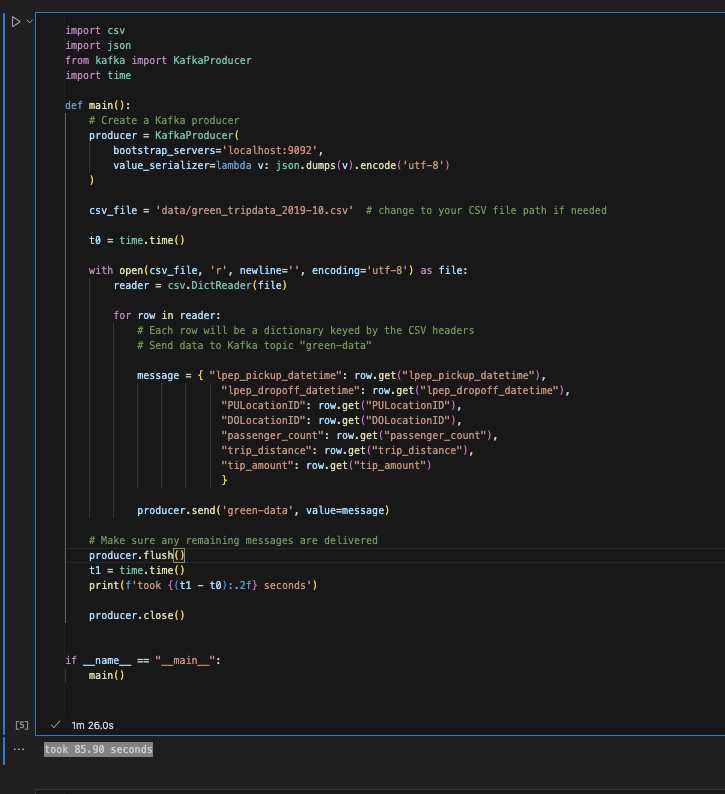 import csv
import json
from kafka import KafkaProducer
import time
def main():
# Create a Kafka producer
producer = KafkaProducer(
bootstrap_servers='localhost:9092',
value_serializer=lambda v: json.dumps(v).encode('utf-8')
)
csv_file = 'data/green_tripdata_2019-10.csv'  # change to your CSV file path if needed
t0 = time.time()
with open(csv_file, 'r', newline='', encoding='utf-8') as file:
reader = csv.DictReader(file)
for row in reader:
# Each row will be a dictionary keyed by the CSV headers
# Send data to Kafka topic "green-data"
message = { "lpep_pickup_datetime": row.get("lpep_pickup_datetime"),
"lpep_dropoff_datetime": row.get("lpep_dropoff_datetime"),
"PULocationID": row.get("PULocationID"),
"DOLocationID": row.get("DOLocationID"),
"passenger_count": row.get("passenger_count"),
"trip_distance": row.get("trip_distance"),
"tip_amount": row.get("tip_amount")
}
producer.send('green-data', value=message)
# Make sure any remaining messages are delivered
producer.flush()
t1 = time.time()
print(f'took {(t1 - t0):.2f} seconds')
producer.close()
if __name__ == "__main__":
main()
[5] ✓ 1m 26.0s
... took 85.90 seconds